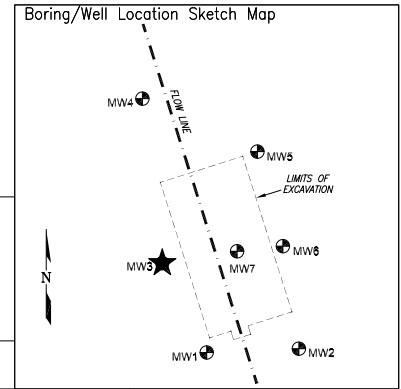 Boring/Well Location Sketch Map
MW4
FLOW LINE
MW5
LIMITS OF
EXCAVATION
MW3
MW7
MW6
N
MW1
MW2